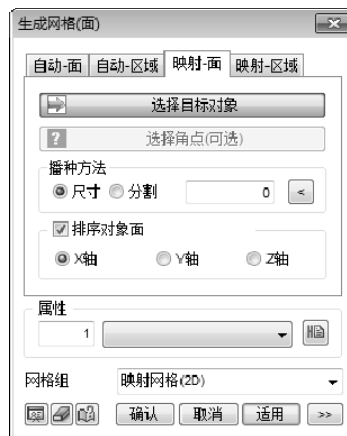 生成网格(面)
自动-面 自动-区域 映射-面 映射-区域
选择目标对象
? 选择角点(可选)
播种方法
尺寸 分割 0 <
排序对象面
X轴 Y轴 Z轴
属性
1
网格组 映射网格(2D)
确认 取消 适用 >>